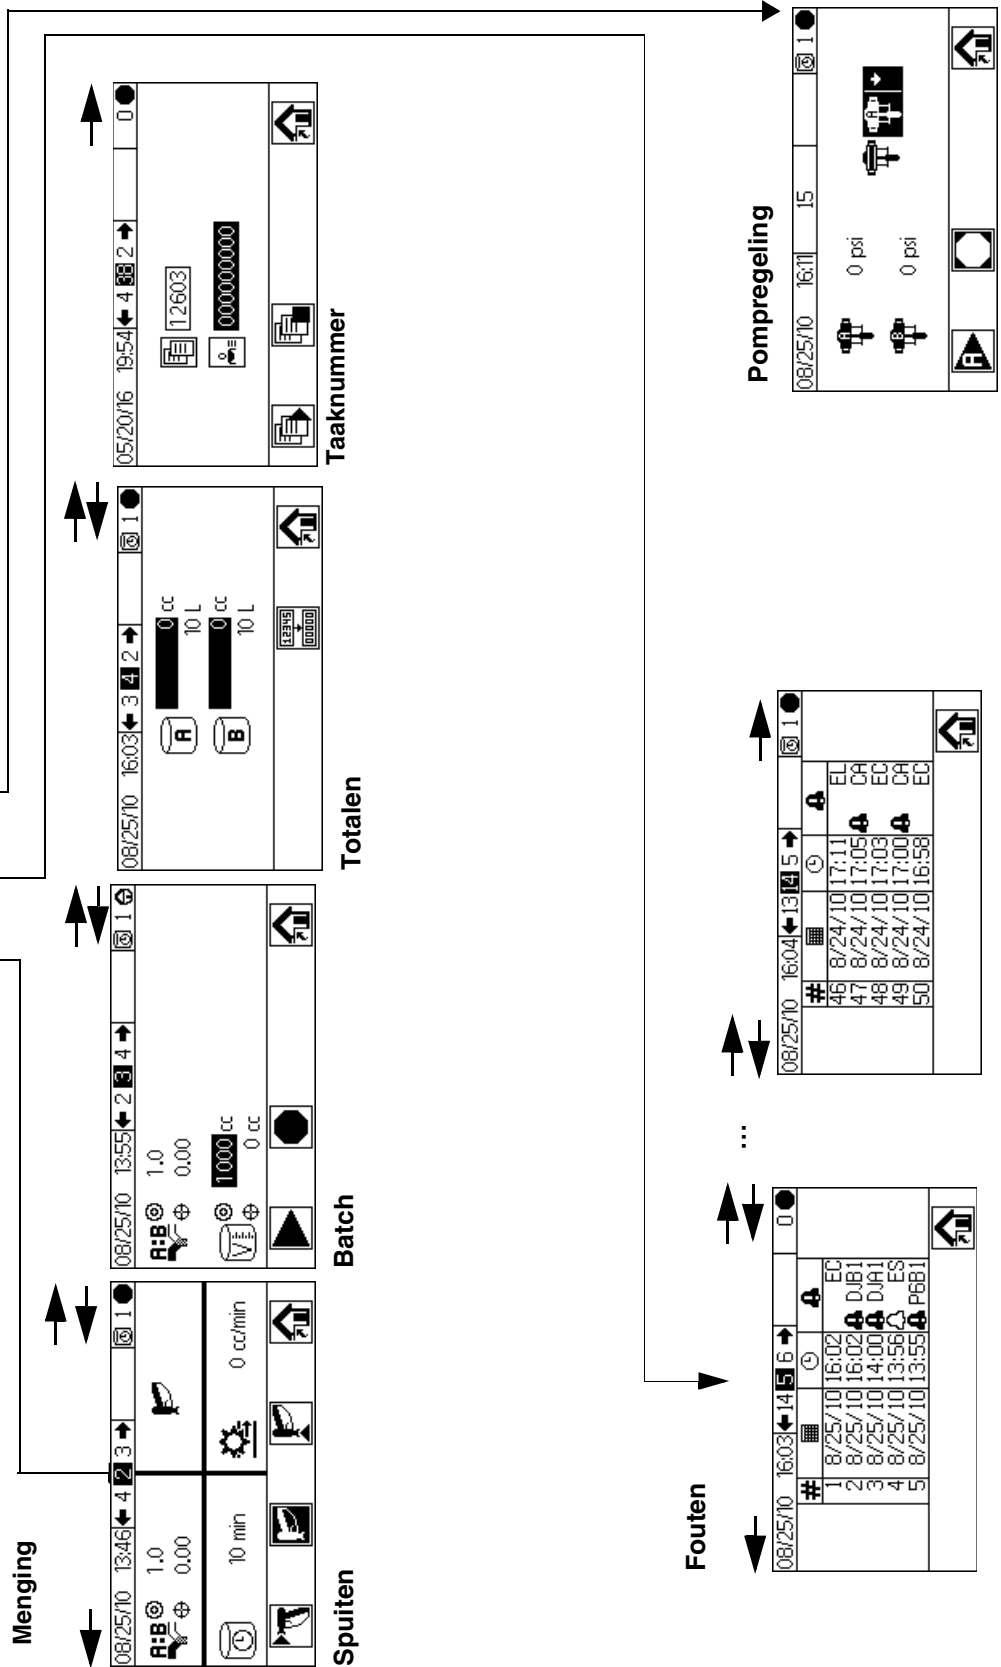 Menging
08/25/10 13:46 4 2 3 1
A:B 1.0
0.00
10 min 0 cc/min
Spuiten
08/25/10 13:55 2 3 4 1
A:B 1.0
0.00
1000 cc
0 cc
Batch
08/25/10 16:03 3 4 2 1
A 0 cc
10 L
B 0 cc
10 L
12345
00000
Totalen
05/20/16 19:54 4 38 2 0
12603
000000000
Taaknummer
Fouten
08/25/10 16:03 14 5 6 0
#
1 8/25/10 16:02 EC
2 8/25/10 16:02 DJB1
3 8/25/10 14:00 DJA1
4 8/25/10 13:56 ES
5 8/25/10 13:55 P6B1
...
08/25/10 16:04 13 14 5 1
#
46 8/24/10 17:11 EL
47 8/24/10 17:05 CA
48 8/24/10 17:03 EC
49 8/24/10 17:00 CA
50 8/24/10 16:58 EC
Pompregeling
08/25/10 16:11 15 1
A 0 psi
B 0 psi
A
A